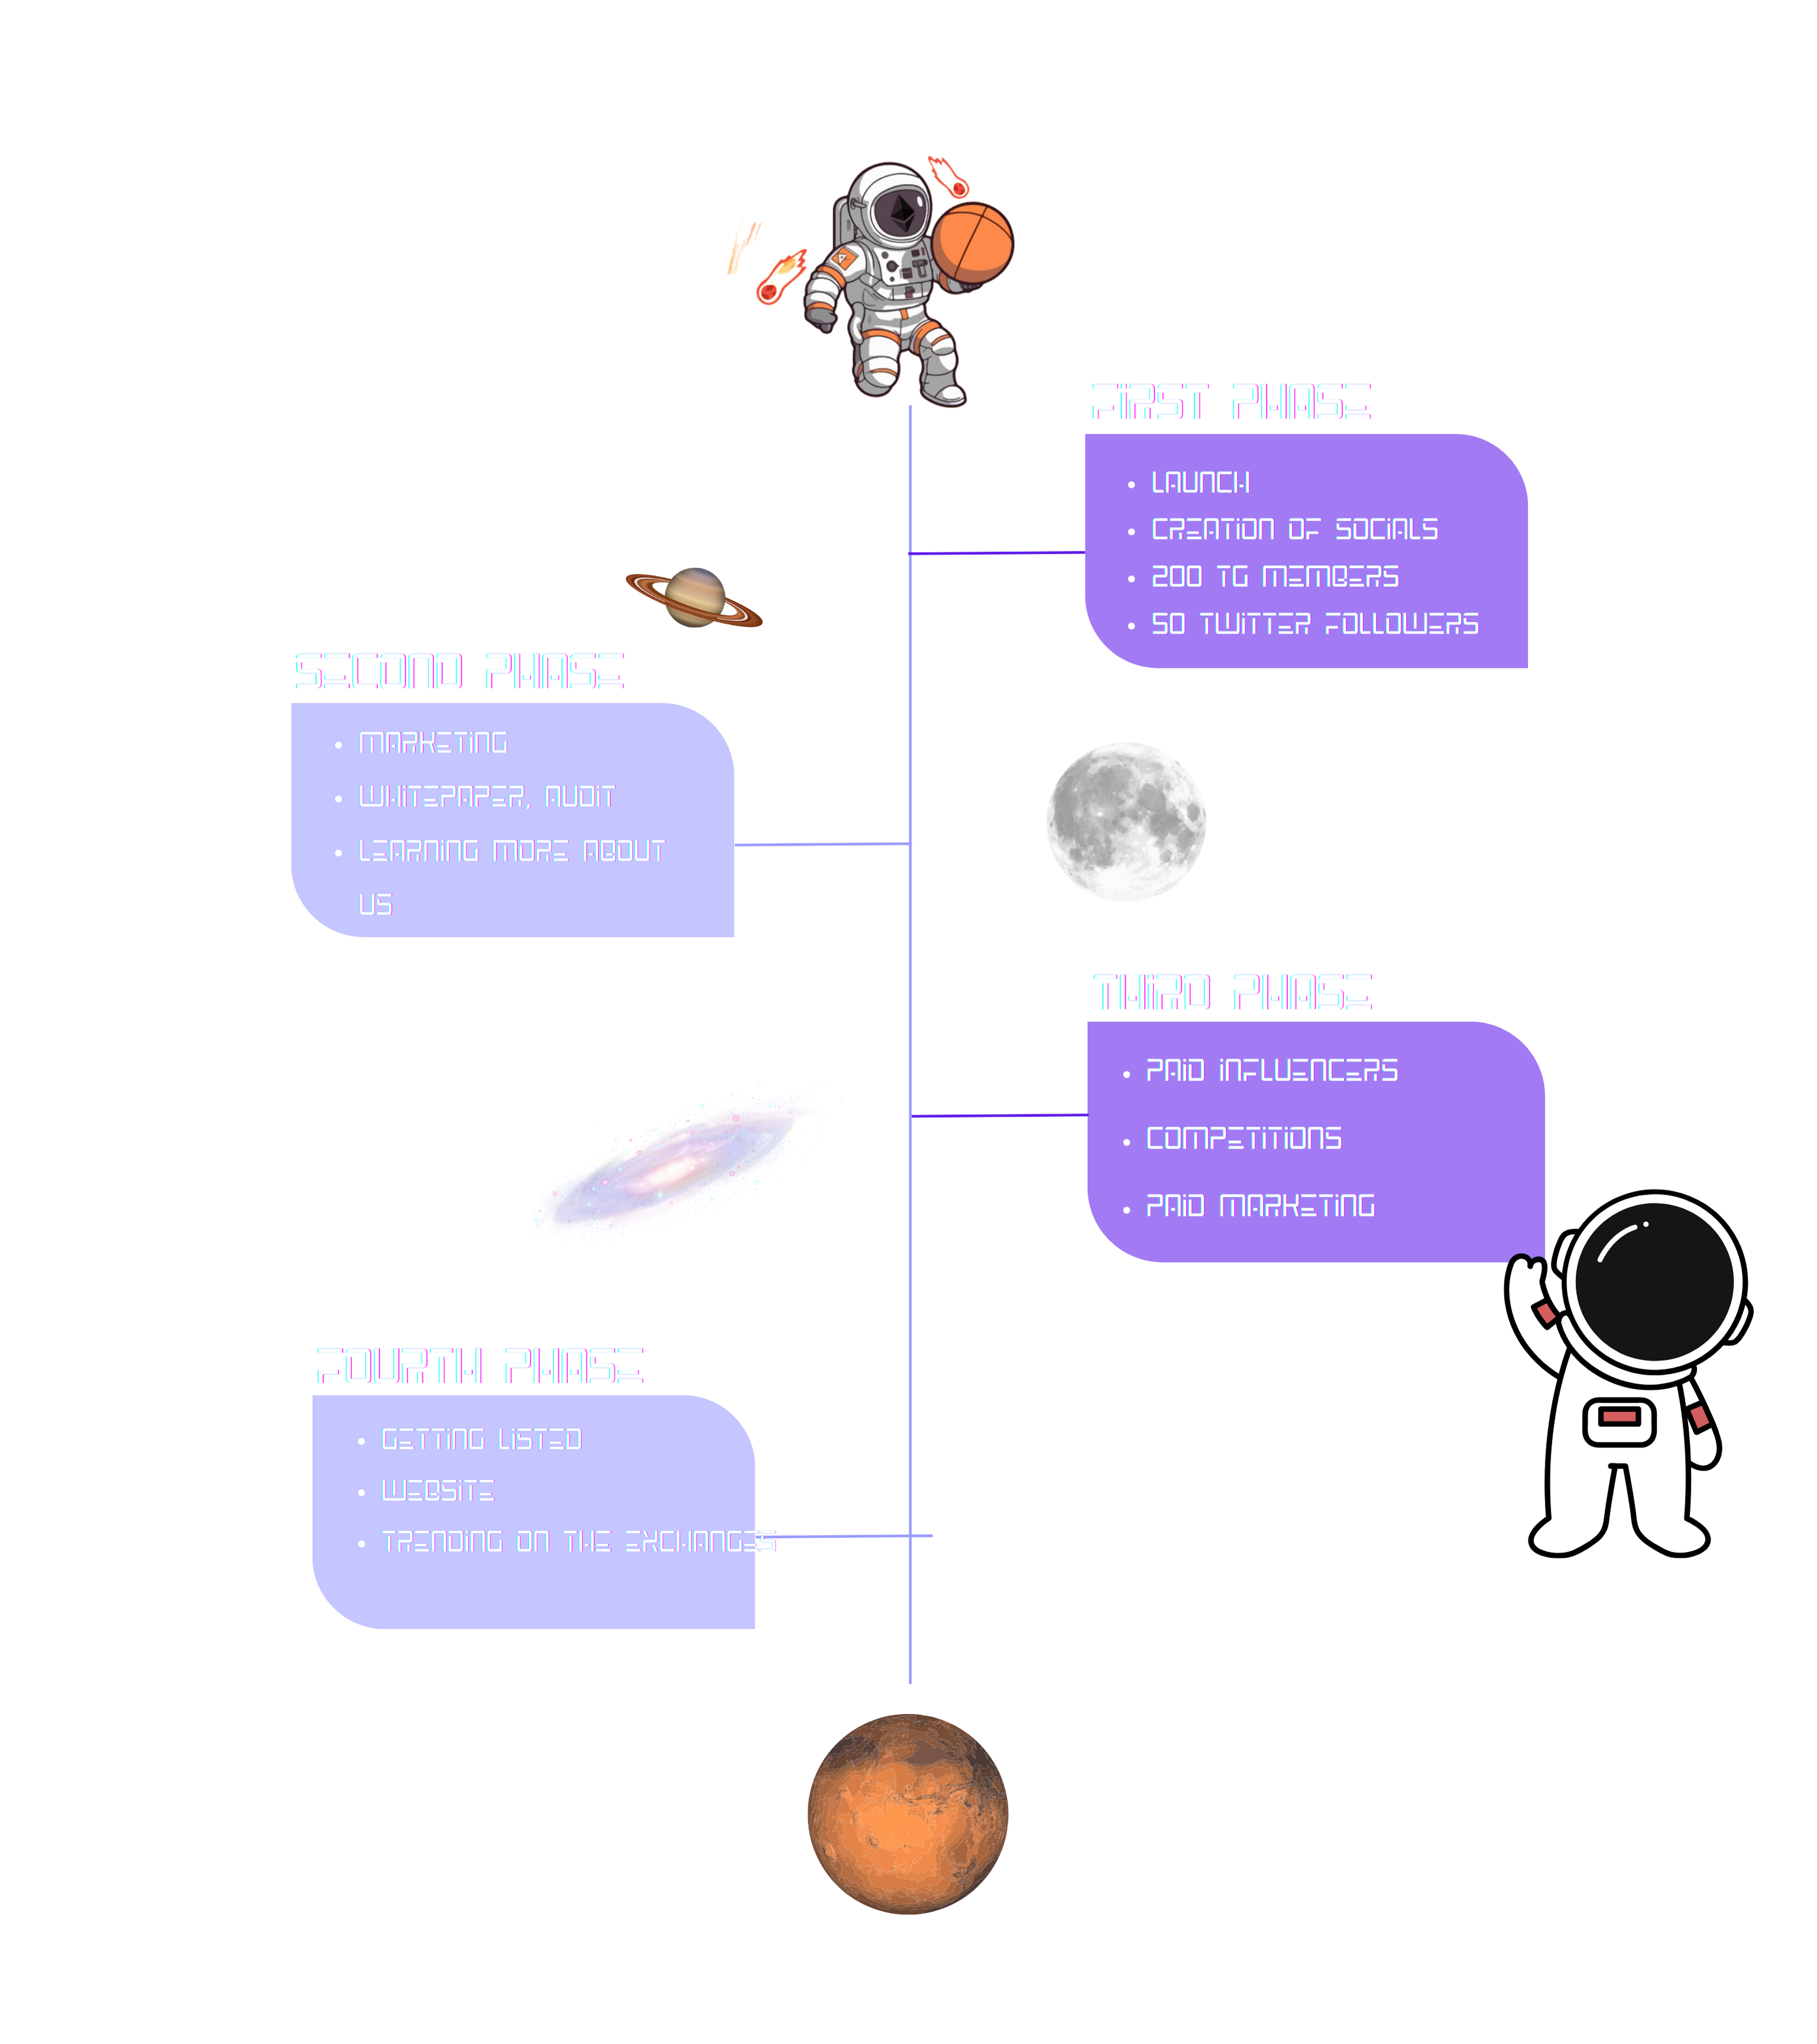 FIRST PHASE
• LAUNCH
• CREATION OF SOCIALS
• 200 TG MEMBERS
• 50 TWITTER FOLLOWERS
SECOND PHASE
• MARKETING
• WHITEPAPER, AUDIT
• LEARNING MORE ABOUT
US
THIRD PHASE
• PAID INFLUENCERS
• COMPETITIONS
• PAID MARKETING
FOURTH PHASE
• GETTING LISTED
• WEBSITE
• TRENDING ON THE EXCHANGES